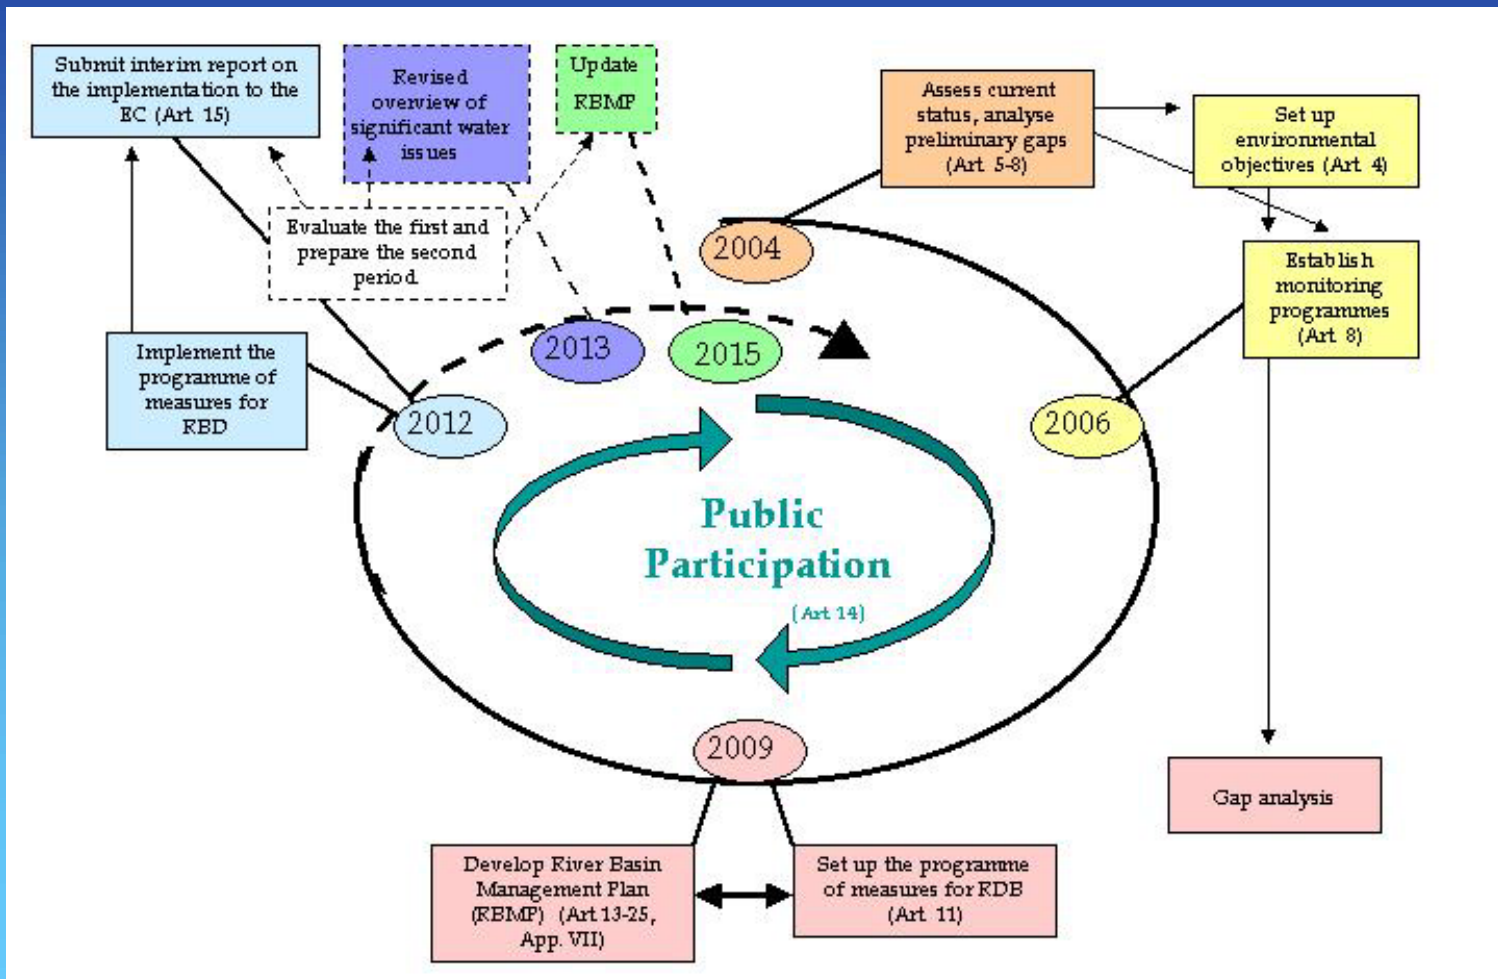 Submit interim report on
the implementation to the
EC (Art. 15)
Revised
overview of
significant water
issues
Update
RBMP
Assess current
status, analyse
preliminary gaps
(Art. 5-8)
Set up
environmental
objectives (Art. 4)
Evaluate the first and
prepare the second
period.
2004
Establish
monitoring
programmes
(Art. 8)
Implement the
programme of
measures for
RBD
2013
2015
2012
2006
Public
Participation
(Art 14)
2009
Gap analysis
Develop River Basin
Management Plan
(RBMP) (Art 13-25,
App. VII)
Set up the programme
of measures for RDB
(Art. 11)